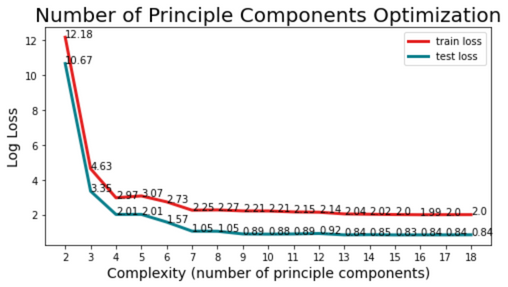 Number of Principle Components Optimization
train loss
test loss
Log Loss
12
10
8
6
4
2
12.18
10.67
4.63
3.35
2.97 3.07 2.73 2.25 2.27 2.21 2.21 2.15 2.14 2.04 2.02 2.0 1.99 2.0 2.0
2.01 2.01 1.57 1.05 1.05 0.89 0.88 0.89 0.92 0.84 0.85 0.83 0.84 0.84 0.84
2 3 4 5 6 7 8 9 10 11 12 13 14 15 16 17 18
Complexity (number of principle components)